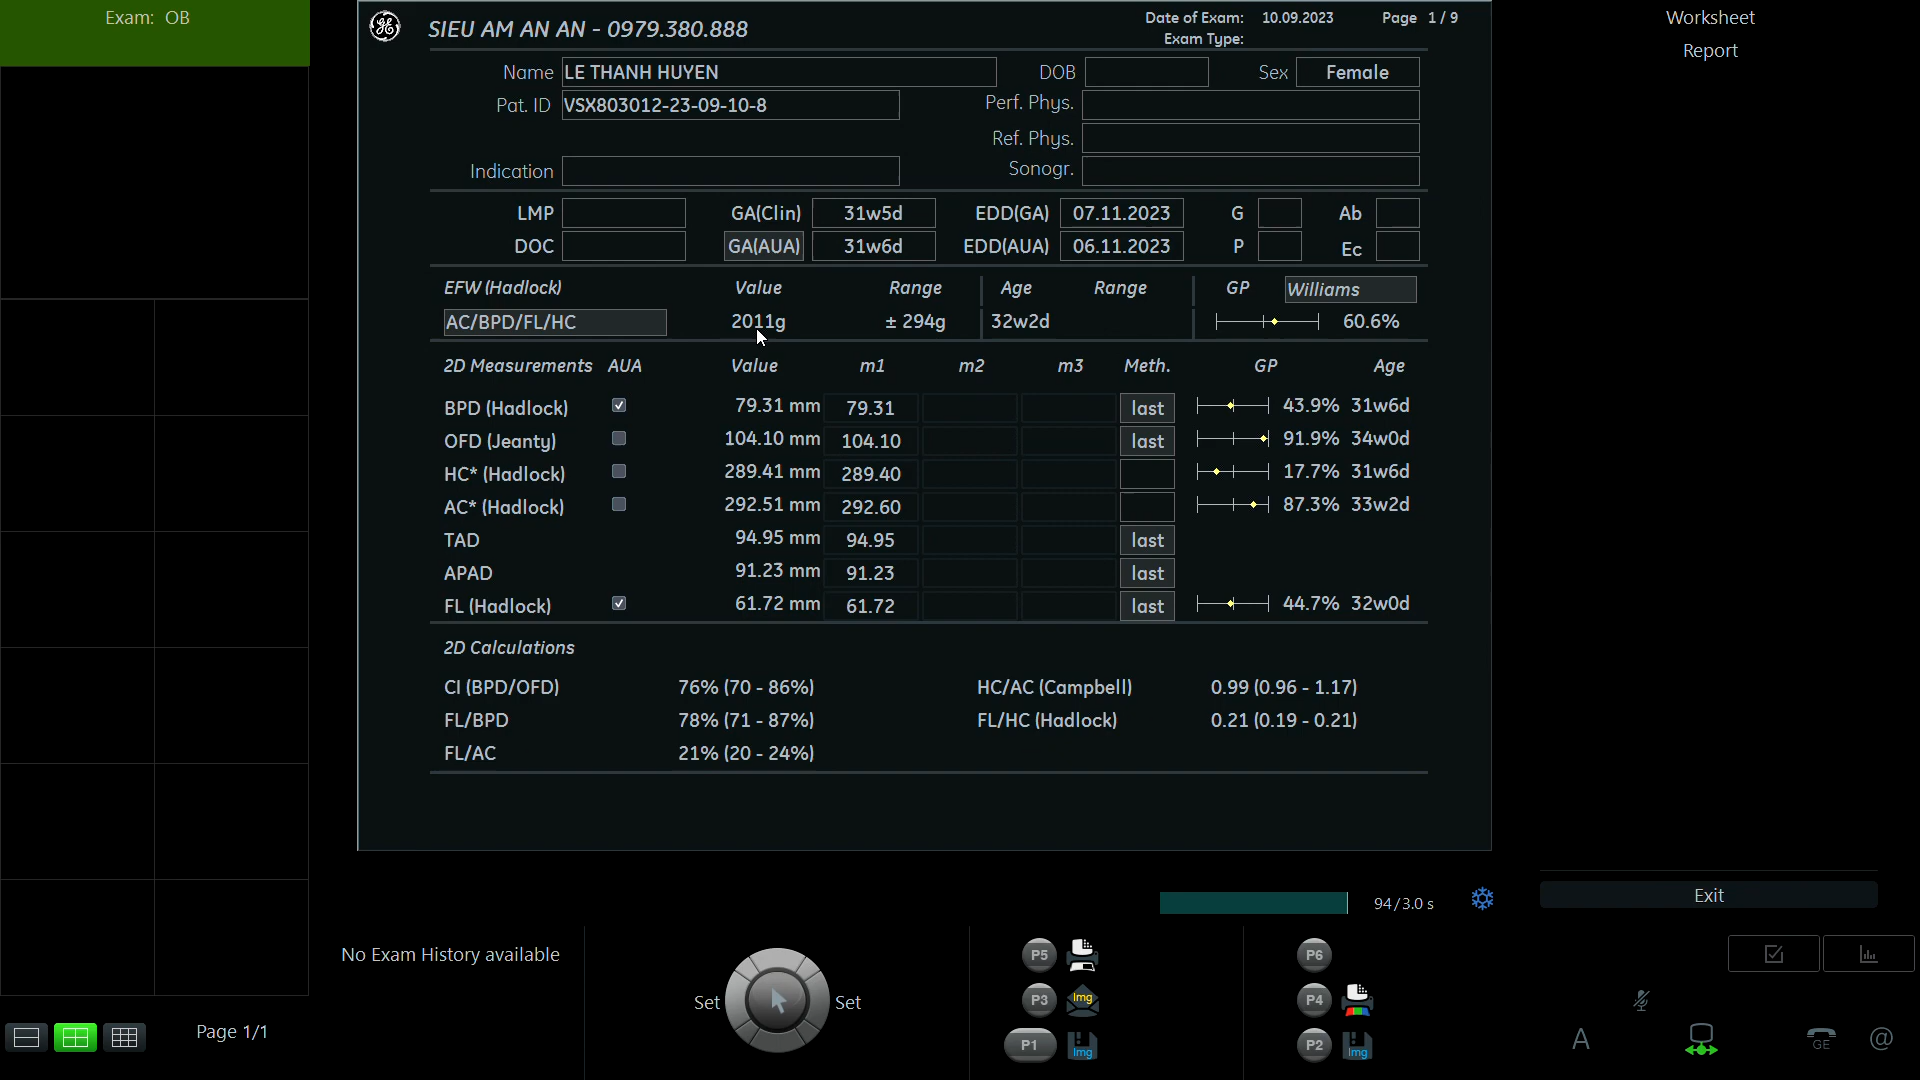 Exam: OB
SIEU AM AN AN - 0979.380.888
Date of Exam: 10.09.2023 Page 1 / 9
Exam Type:
Worksheet
Report
Name LE THANH HUYEN DOB Sex Female
Pat. ID VSX803012-23-09-10-8 Perf. Phys.
Ref. Phys.
Indication Sonogr.
LMP GA(Clin) 31w5d EDD(GA) 07.11.2023 G Ab
DOC GA(AUA) 31w6d EDD(AUA) 06.11.2023 P Ec
EFW (Hadlock) Value Range Age Range GP Williams
AC/BPD/FL/HC 2011g ± 294g 32w2d 60.6%
2D Measurements AUA Value m1 m2 m3 Meth. GP Age
BPD (Hadlock) 79.31 mm 79.31 last 43.9% 31w6d
OFD (Jeanty) 104.10 mm 104.10 last 91.9% 34w0d
HC* (Hadlock) 289.41 mm 289.40 17.7% 31w6d
AC* (Hadlock) 292.51 mm 292.60 87.3% 33w2d
TAD 94.95 mm 94.95 last
APAD 91.23 mm 91.23 last
FL (Hadlock) 61.72 mm 61.72 last 44.7% 32w0d
2D Calculations
CI (BPD/OFD) 76% (70 - 86%) HC/AC (Campbell) 0.99 (0.96 - 1.17)
FL/BPD 78% (71 - 87%) FL/HC (Hadlock) 0.21 (0.19 - 0.21)
FL/AC 21% (20 - 24%)
94/3.0 s
Exit
No Exam History available
Set Set
P5 P6
P3 Img P4
P1 Img P2 Img
Page 1/1
A GE @